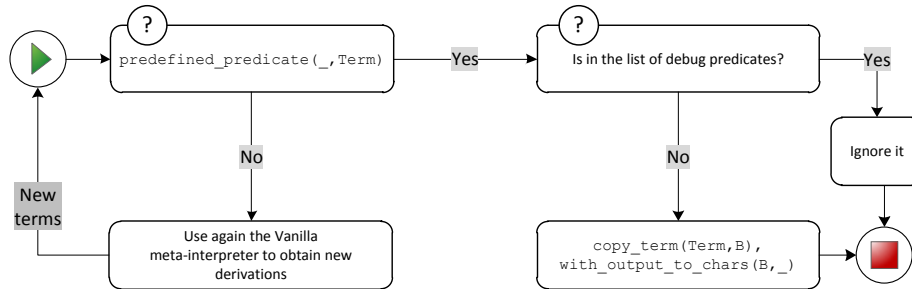 ?
predefined_predicate(_,Term)
Yes
?
Is in the list of debug predicates?
Yes
No
No
Ignore it
New
terms
Use again the Vanilla
meta-interpreter to obtain new
derivations
copy_term(Term,B),
with_output_to_chars(B,_)